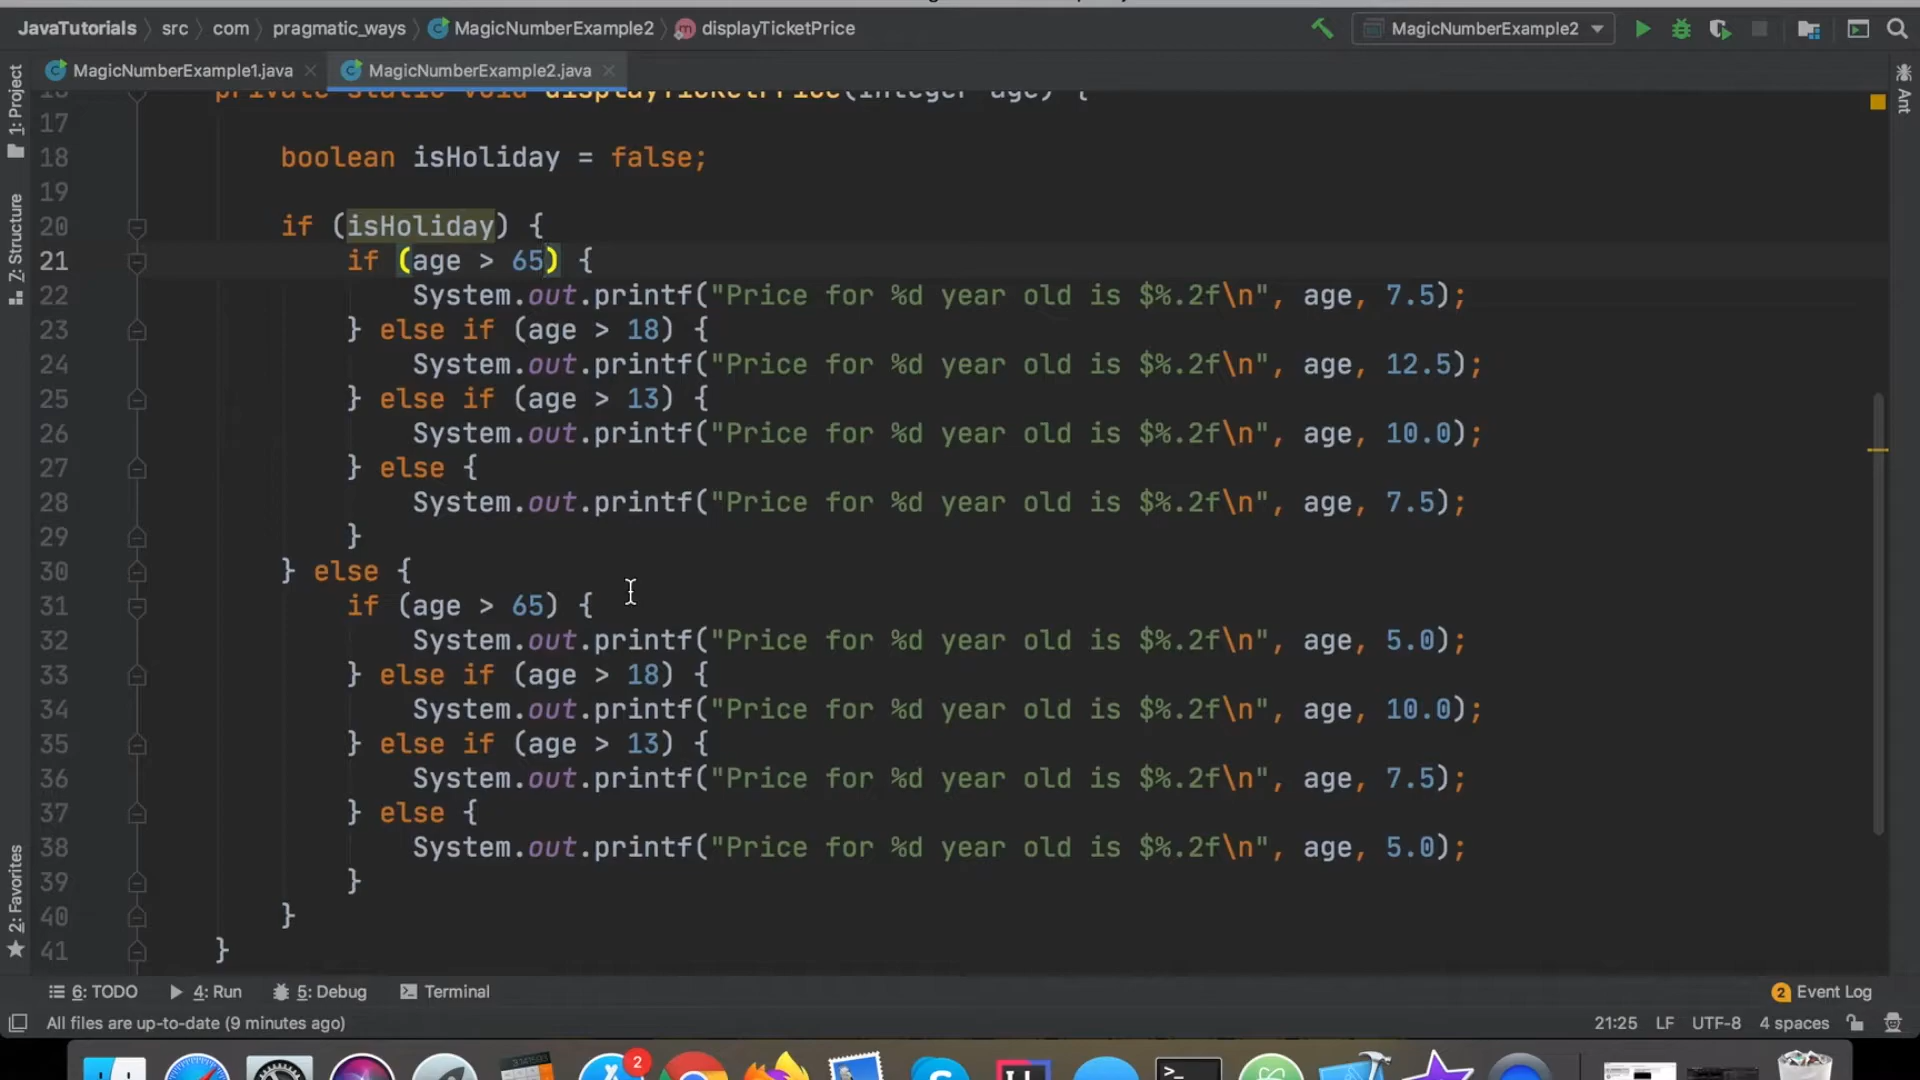 JavaTutorials src com pragmatic_ways MagicNumberExample2 displayTicketPrice MagicNumberExample2
MagicNumberExample1.java MagicNumberExample2.java
1: Project
7: Structure
2: Favorites
Ant
16 private static void displayTicketPrice(Integer age) {
17
18 boolean isHoliday = false;
19
20 if (isHoliday) {
21 if (age > 65) {
22 System.out.printf("Price for %d year old is $%.2f\n", age, 7.5);
23 } else if (age > 18) {
24 System.out.printf("Price for %d year old is $%.2f\n", age, 12.5);
25 } else if (age > 13) {
26 System.out.printf("Price for %d year old is $%.2f\n", age, 10.0);
27 } else {
28 System.out.printf("Price for %d year old is $%.2f\n", age, 7.5);
29 }
30 } else {
31 if (age > 65) {
32 System.out.printf("Price for %d year old is $%.2f\n", age, 5.0);
33 } else if (age > 18) {
34 System.out.printf("Price for %d year old is $%.2f\n", age, 10.0);
35 } else if (age > 13) {
36 System.out.printf("Price for %d year old is $%.2f\n", age, 7.5);
37 } else {
38 System.out.printf("Price for %d year old is $%.2f\n", age, 5.0);
39 }
40 }
41 }
6: TODO 4: Run 5: Debug Terminal 2 Event Log
All files are up-to-date (9 minutes ago) 21:25 LF UTF-8 4 spaces
2